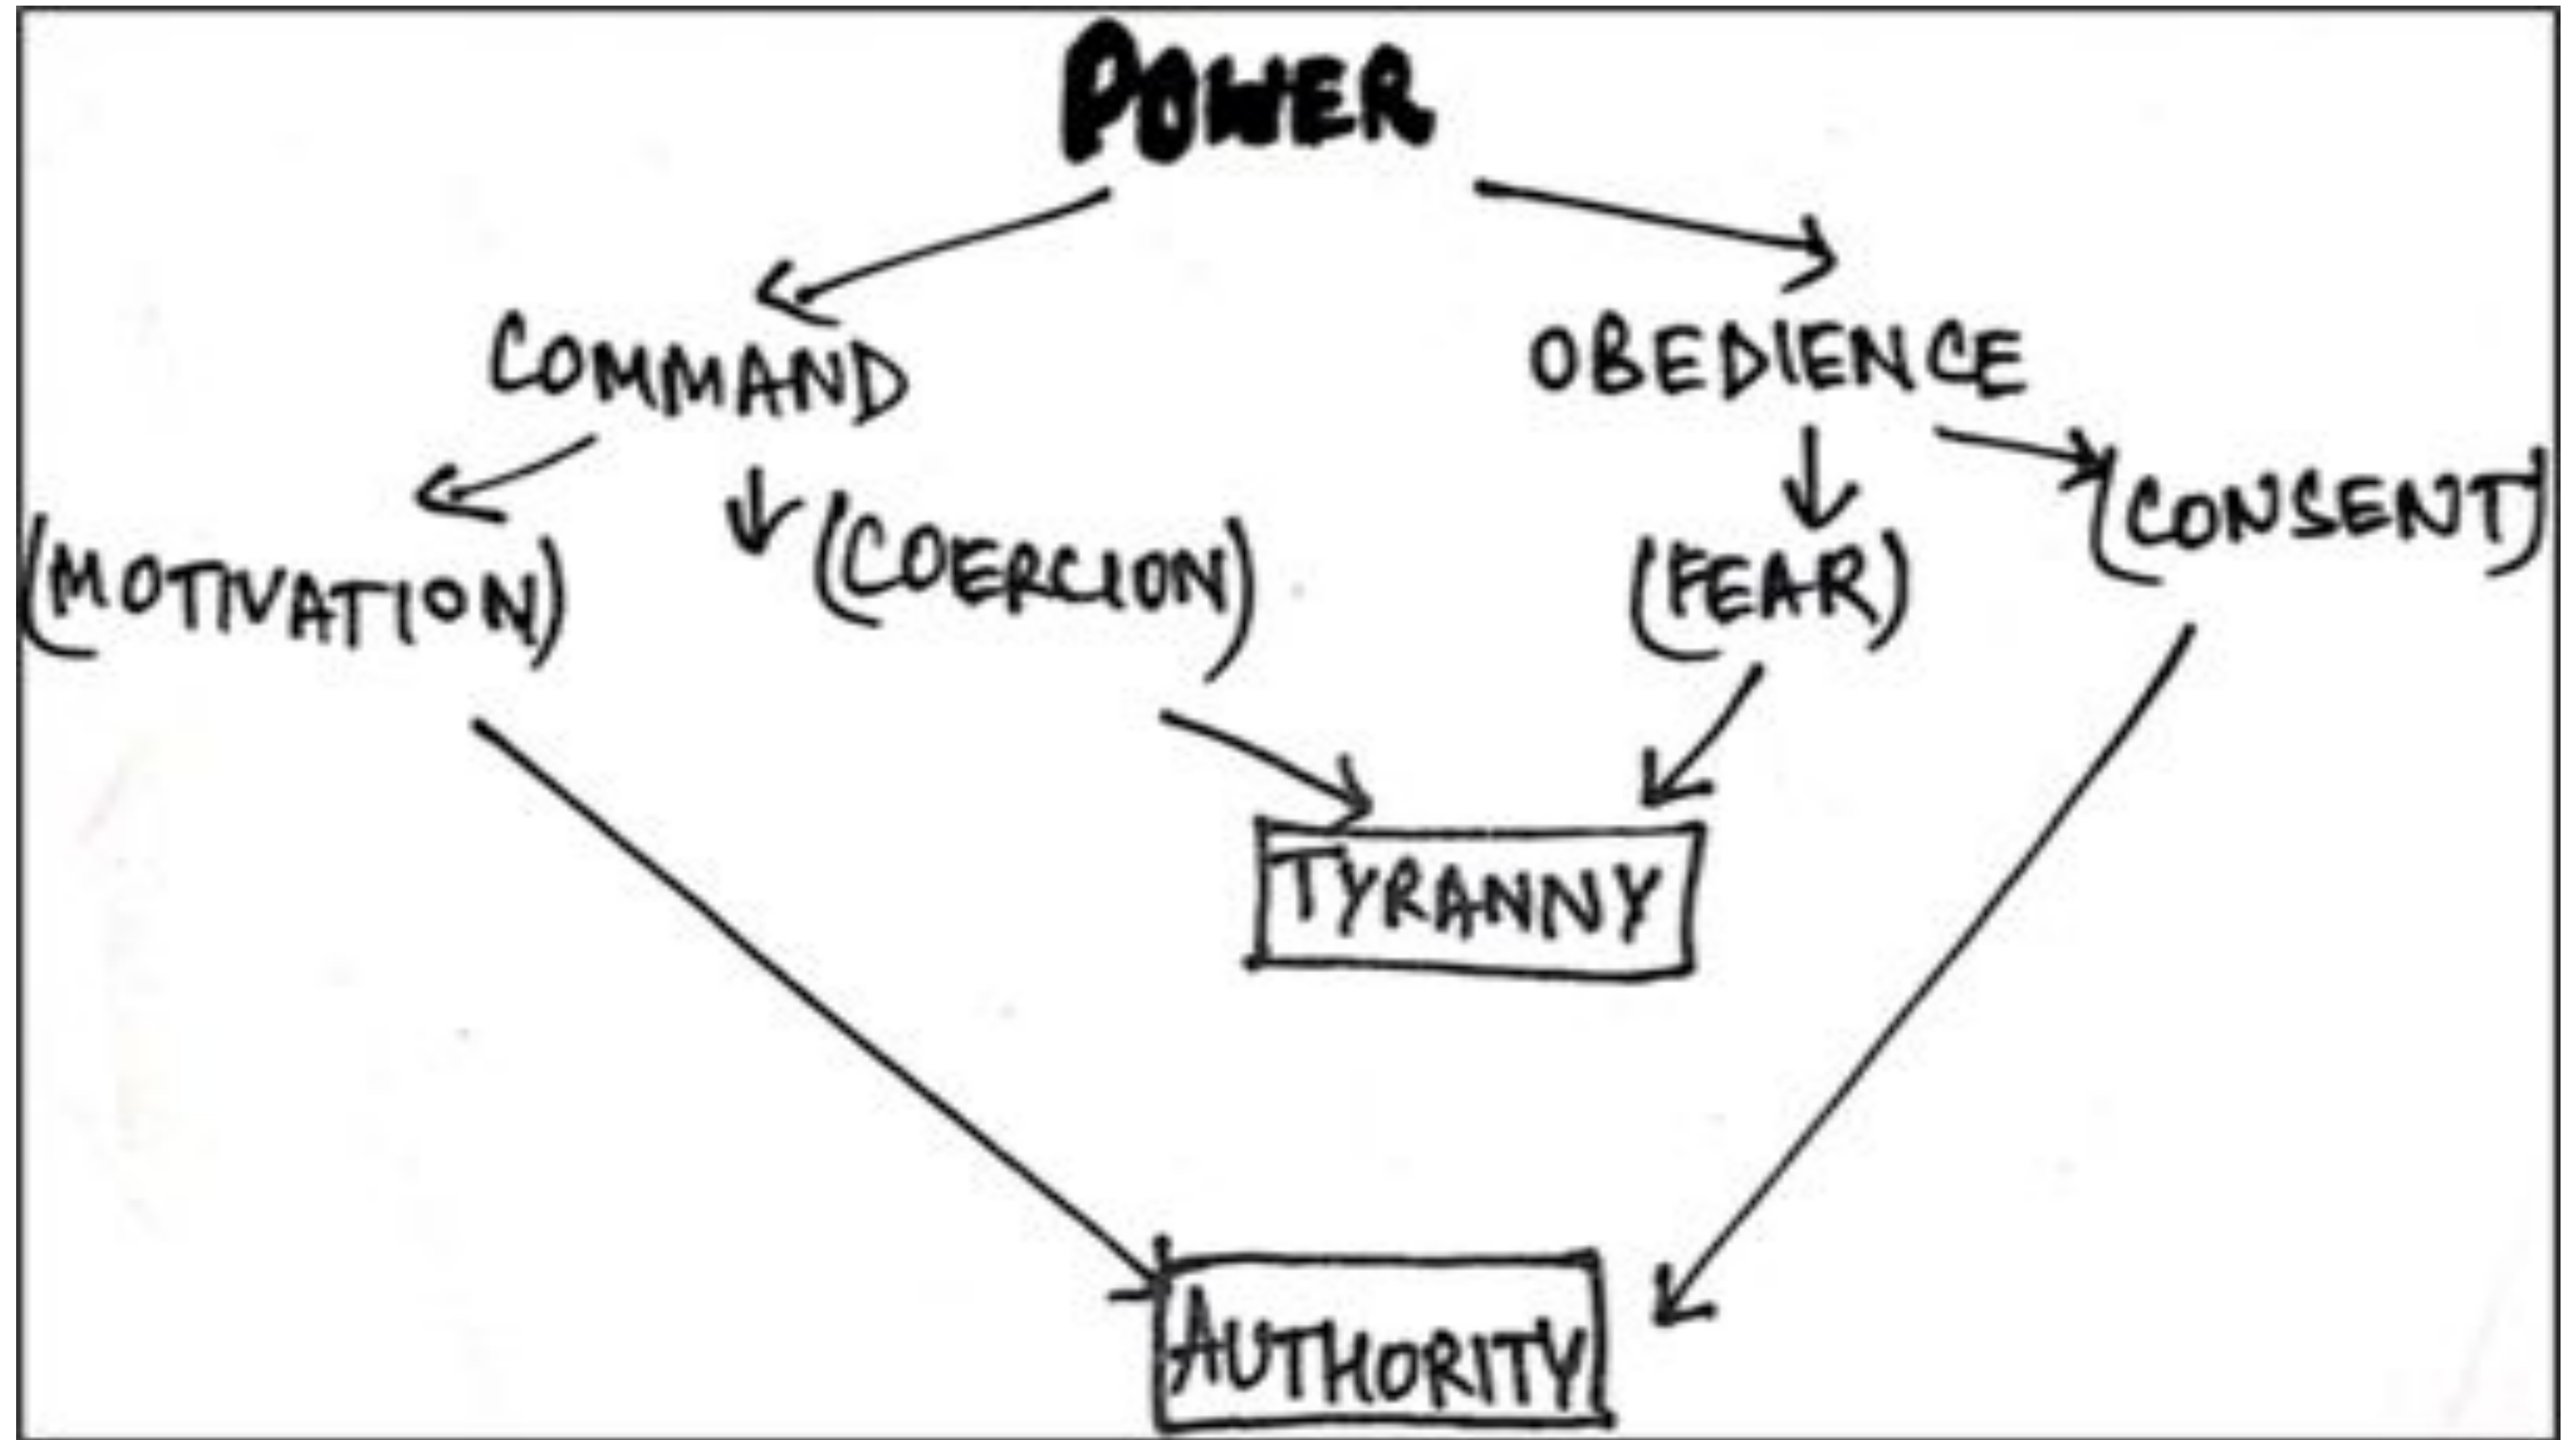 POWER
COMMAND
OBEDIENCE
(MOTIVATION)
(COERCION)
(FEAR)
(CONSENT)
TYRANNY
AUTHORITY